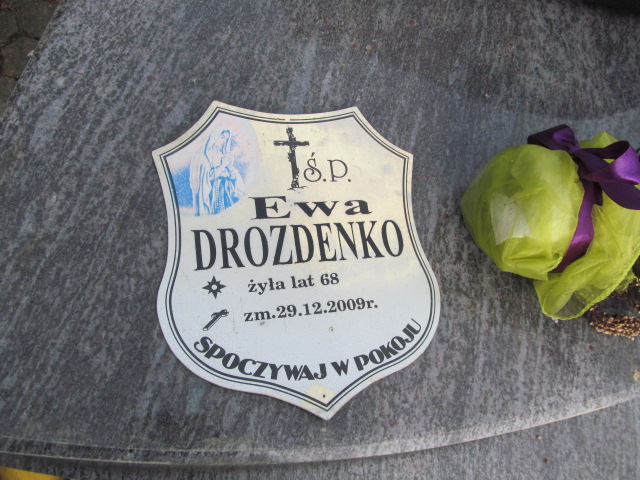 Ś.P.
Ewa
DROZDENKO
żyła lat 68
zm.29.12.2009r.
SPOCZYWAJ W POKOJU